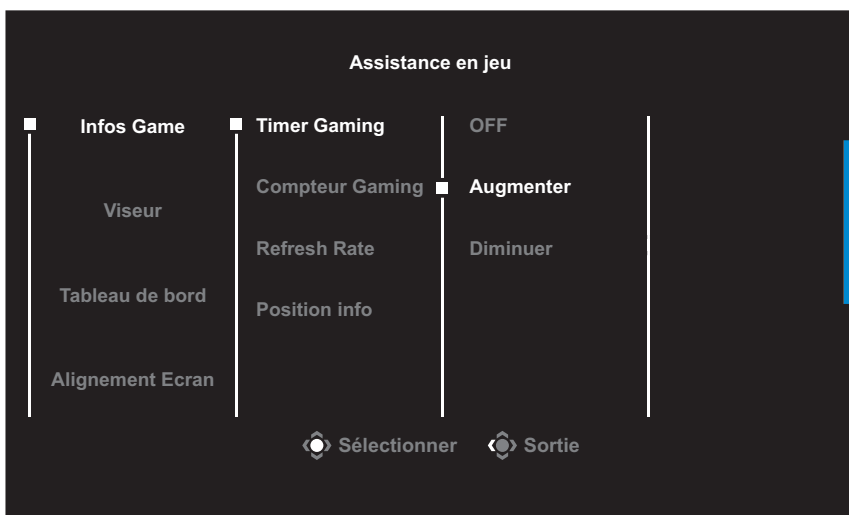 Assistance en jeu
Infos Game
Timer Gaming
OFF
Compteur Gaming
Augmenter
Viseur
Refresh Rate
Diminuer
Tableau de bord
Position info
Alignement Ecran
Sélectionner
Sortie